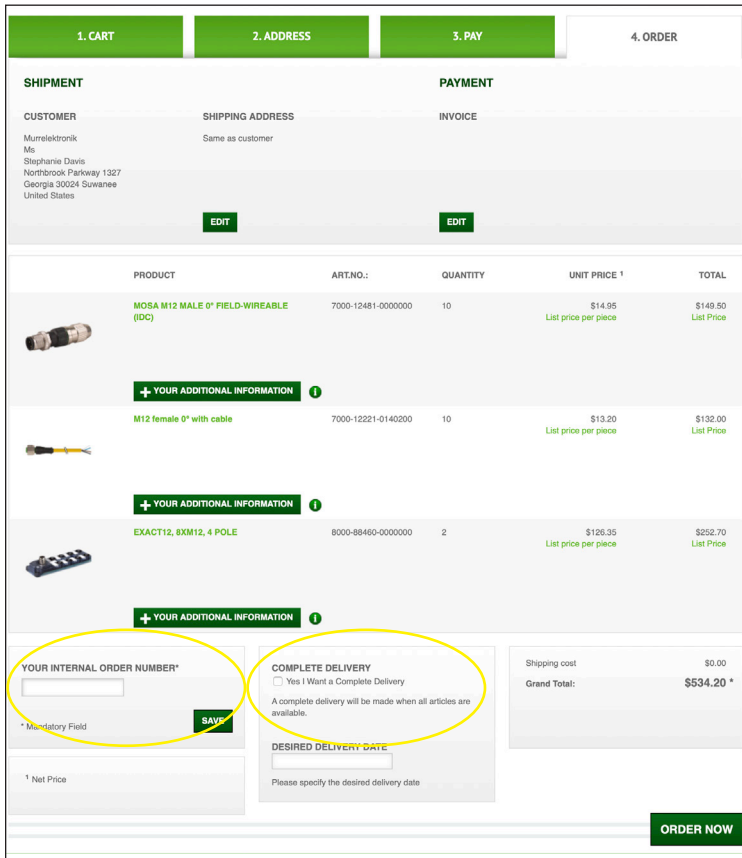 1. CART
2. ADDRESS
3. PAY
4. ORDER
SHIPMENT
PAYMENT
CUSTOMER
Murrelektronik
Ms
Stephanie Davis
Northbrook Parkway 1327
Georgia 30024 Suwanee
United States
SHIPPING ADDRESS
Same as customer
EDIT
INVOICE
EDIT
PRODUCT ART.NO.: QUANTITY UNIT PRICE ¹ TOTAL
MOSA M12 MALE 0° FIELD-WIREABLE 7000-12481-0000000 10 $14.95 $149.50
(IDC) List price per piece List Price
+ YOUR ADDITIONAL INFORMATION i
M12 female 0° with cable 7000-12221-0140200 10 $13.20 $132.00
List price per piece List Price
+ YOUR ADDITIONAL INFORMATION i
EXACT12, 8XM12, 4 POLE 8000-88460-0000000 2 $126.35 $252.70
List price per piece List Price
+ YOUR ADDITIONAL INFORMATION i
YOUR INTERNAL ORDER NUMBER*
* Mandatory Field
SAVE
¹ Net Price
COMPLETE DELIVERY
Yes I Want a Complete Delivery
A complete delivery will be made when all articles are
available.
DESIRED DELIVERY DATE
Please specify the desired delivery date
Shipping cost $0.00
Grand Total: $534.20 *
ORDER NOW